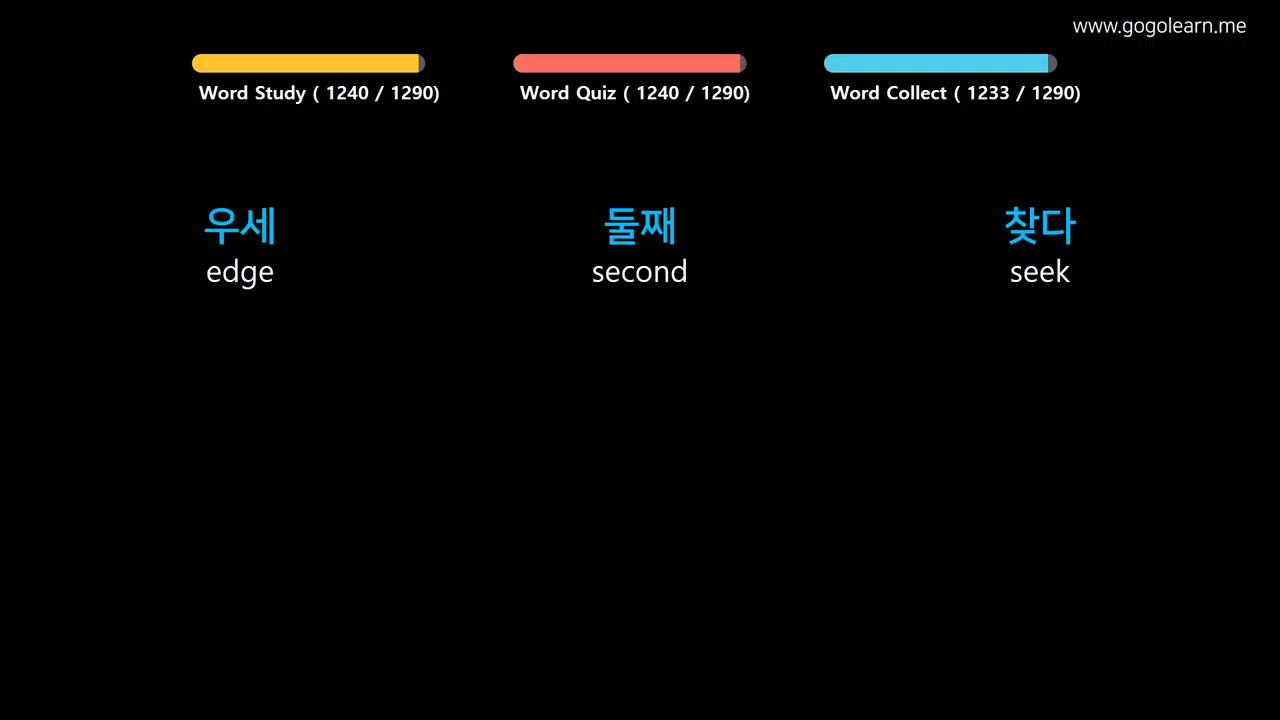 www.gogolearn.me
Word Study ( 1240 / 1290)
Word Quiz ( 1240 / 1290)
Word Collect ( 1233 / 1290)
우세
edge
둘째
second
찾다
seek